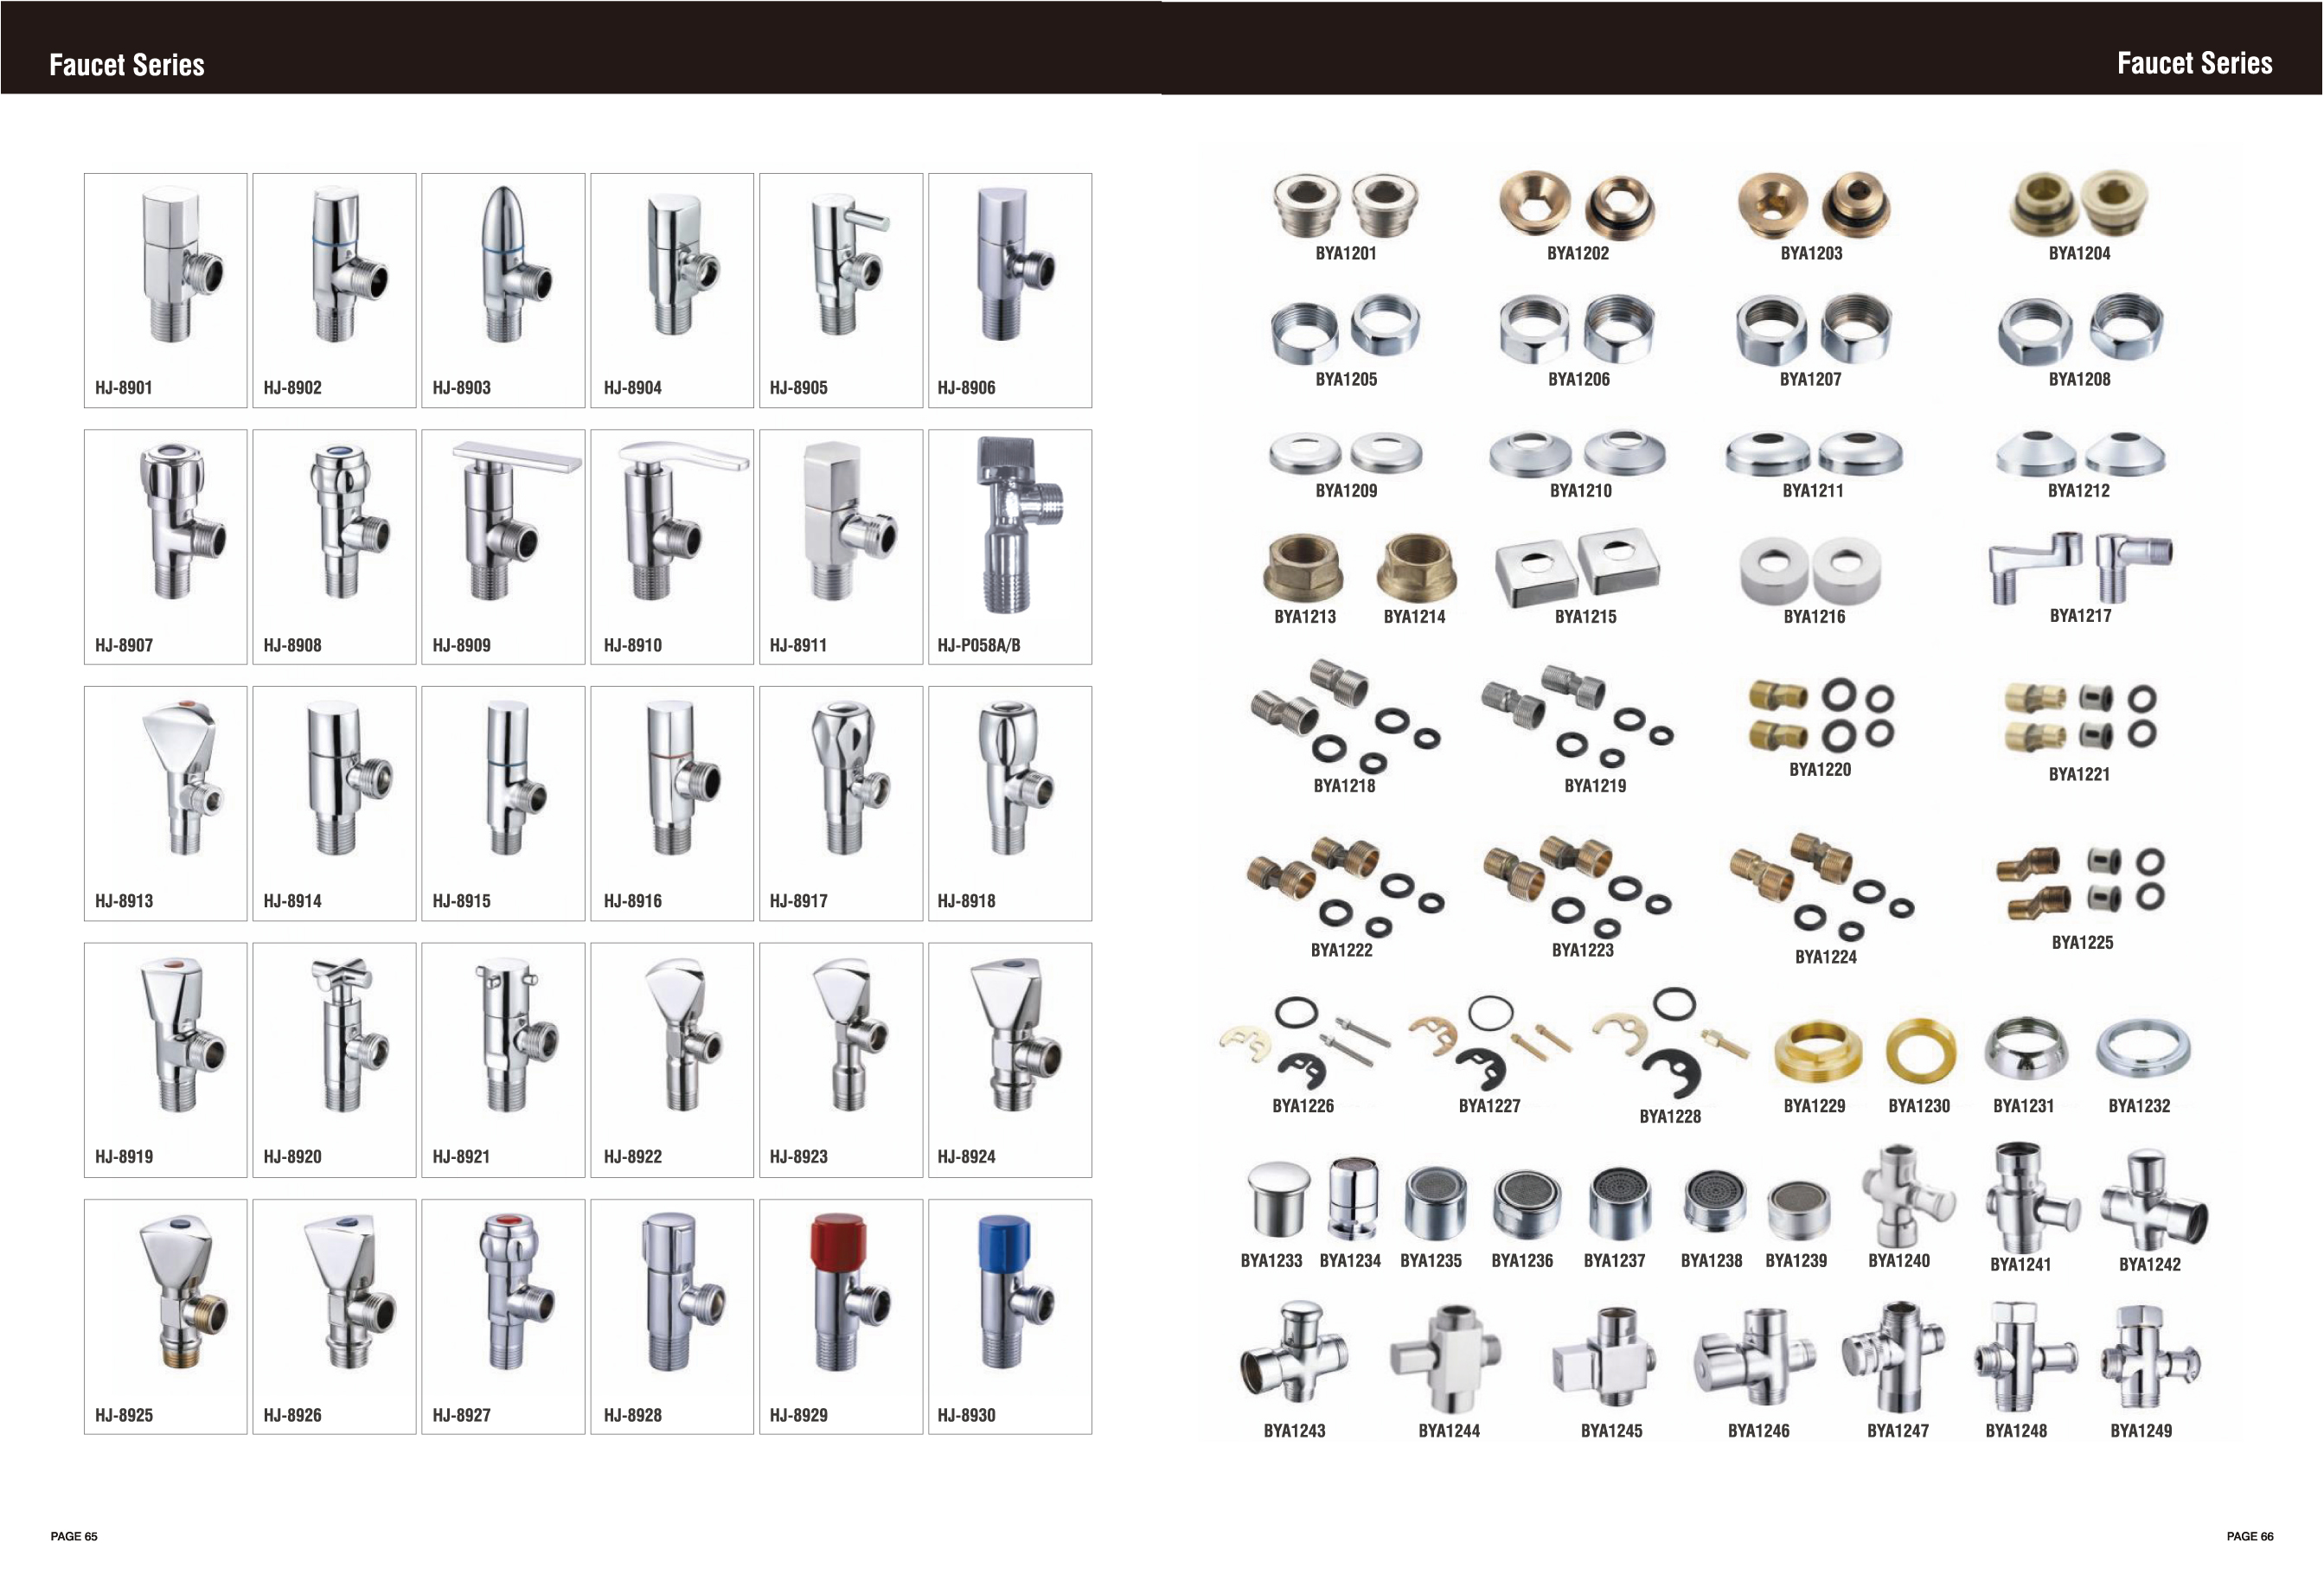 Faucet Series
HJ-8901 HJ-8902 HJ-8903 HJ-8904 HJ-8905 HJ-8906
HJ-8907 HJ-8908 HJ-8909 HJ-8910 HJ-8911 HJ-P058A/B
HJ-8913 HJ-8914 HJ-8915 HJ-8916 HJ-8917 HJ-8918
HJ-8919 HJ-8920 HJ-8921 HJ-8922 HJ-8923 HJ-8924
HJ-8925 HJ-8926 HJ-8927 HJ-8928 HJ-8929 HJ-8930
PAGE 65
Faucet Series
BYA1201 BYA1202 BYA1203 BYA1204
BYA1205 BYA1206 BYA1207 BYA1208
BYA1209 BYA1210 BYA1211 BYA1212
BYA1213 BYA1214 BYA1215 BYA1216 BYA1217
BYA1218 BYA1219 BYA1220 BYA1221
BYA1222 BYA1223 BYA1224 BYA1225
BYA1226 BYA1227 BYA1228 BYA1229 BYA1230 BYA1231 BYA1232
BYA1233 BYA1234 BYA1235 BYA1236 BYA1237 BYA1238 BYA1239 BYA1240 BYA1241 BYA1242
BYA1243 BYA1244 BYA1245 BYA1246 BYA1247 BYA1248 BYA1249
PAGE 66